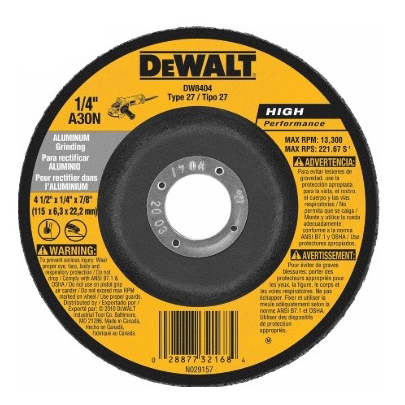 DEWALT
DW8404
Type 27 / Tipo 27
1/4"
A30N
HIGH
Performance
MAX RPM: 13,300
MAX RPS: 221.67 S⁻¹
ALUMINUM
Grinding
Para rectificar
ALUMINIO
Pour rectifier dans
l'ALUMINIUM
4 1/2" x 1/4" x 7/8"
(115 x 6,3 x 22,2 mm)
WARNING:
To prevent serious injury. Wear
proper eye, face, body and
respiratory protection. / Do not
drop / Comply with ANSI B7.1 &
OSHA / Do not use on pistol grip
air sander / Do not exceed max RPM
marked on wheel / Use proper guards.
Distributed by / Exportado por /
Exporté par: © 2010 DEWALT
Industrial Tool Co. Baltimore,
MD 21286. Made in Canada,
Hecho en Canadá,
Fabriqué au Canada
ADVERTENCIA:
Para evitar lesiones de
gravedad: use la
protección apropiada
para la vista, el rostro,
el cuerpo y las vías
respiratorias / No
permita que se caiga /
Monte y utilice la rueda
adecuadamente
conforme a la norma
ANSI B7.1 y OSHA / Use
protectores apropiados.
AVERTISSEMENT:
Pour éviter de graves
blessures: porter des
protecteurs appropriés pour
les yeux, la figure, le corps et
les voies respiratoires. Ne pas
échapper. Fixer et utiliser la
meule adéquatement selon la
norme ANSI B7.1 et OSHA.
Utiliser des dispositifs
de protection
appropriés.
0 28877 32168 4
N029157